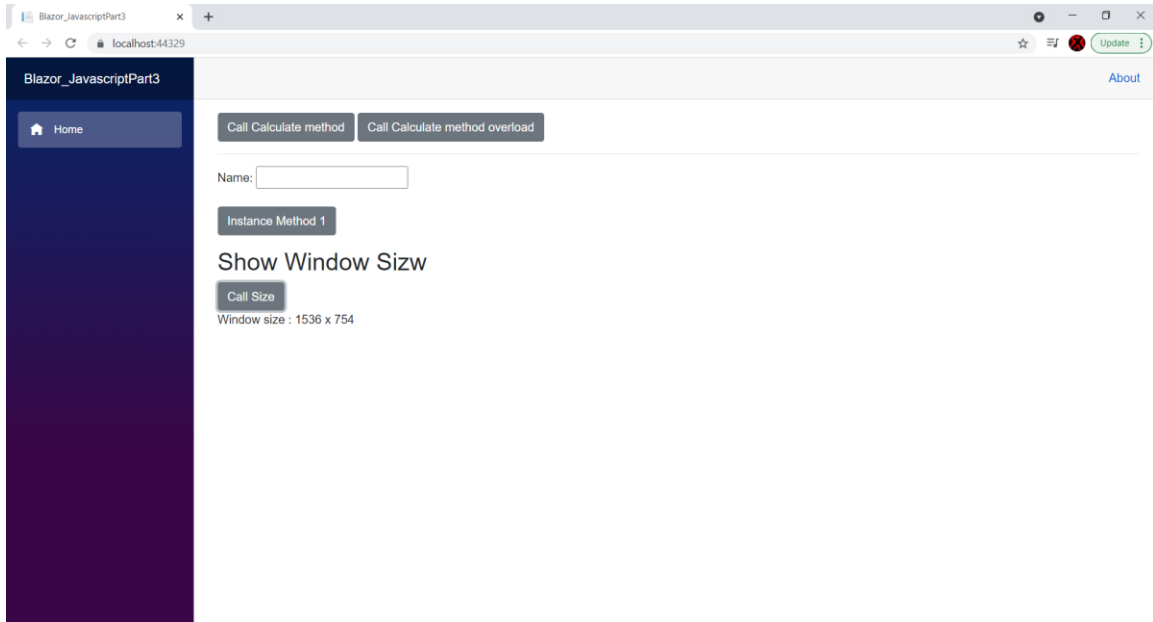 Blazor_JavascriptPart3
localhost:44329
Update
Blazor_JavascriptPart3
About
Home
Call Calculate method Call Calculate method overload
Name:
Instance Method 1
Show Window Sizw
Call Size
Window size : 1536 x 754